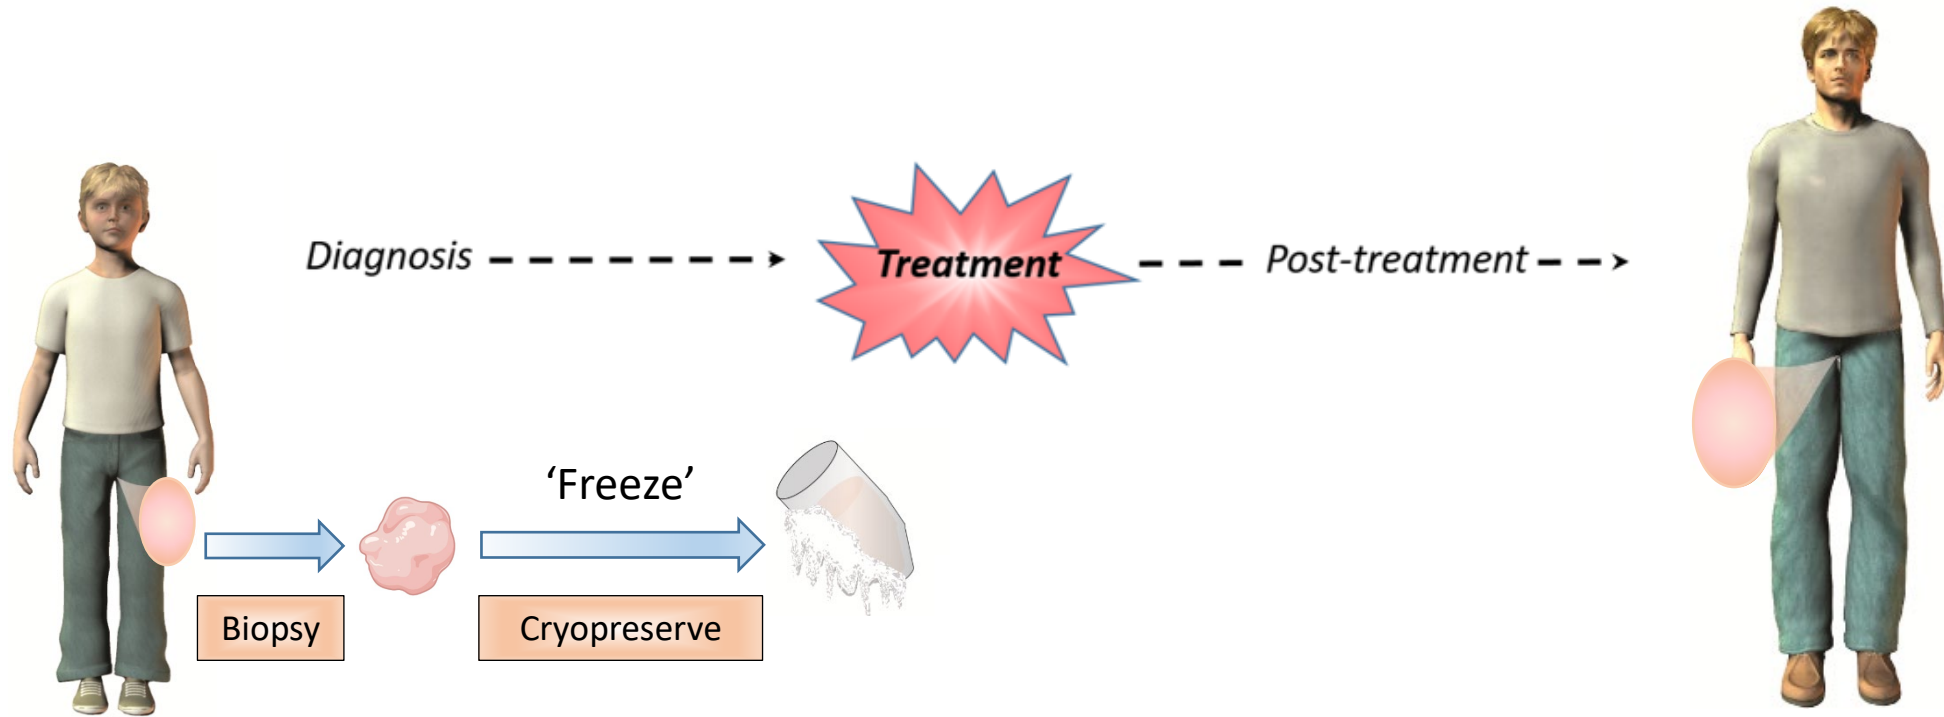 Diagnosis
Treatment
Post-treatment
‘Freeze’
Biopsy
Cryopreserve